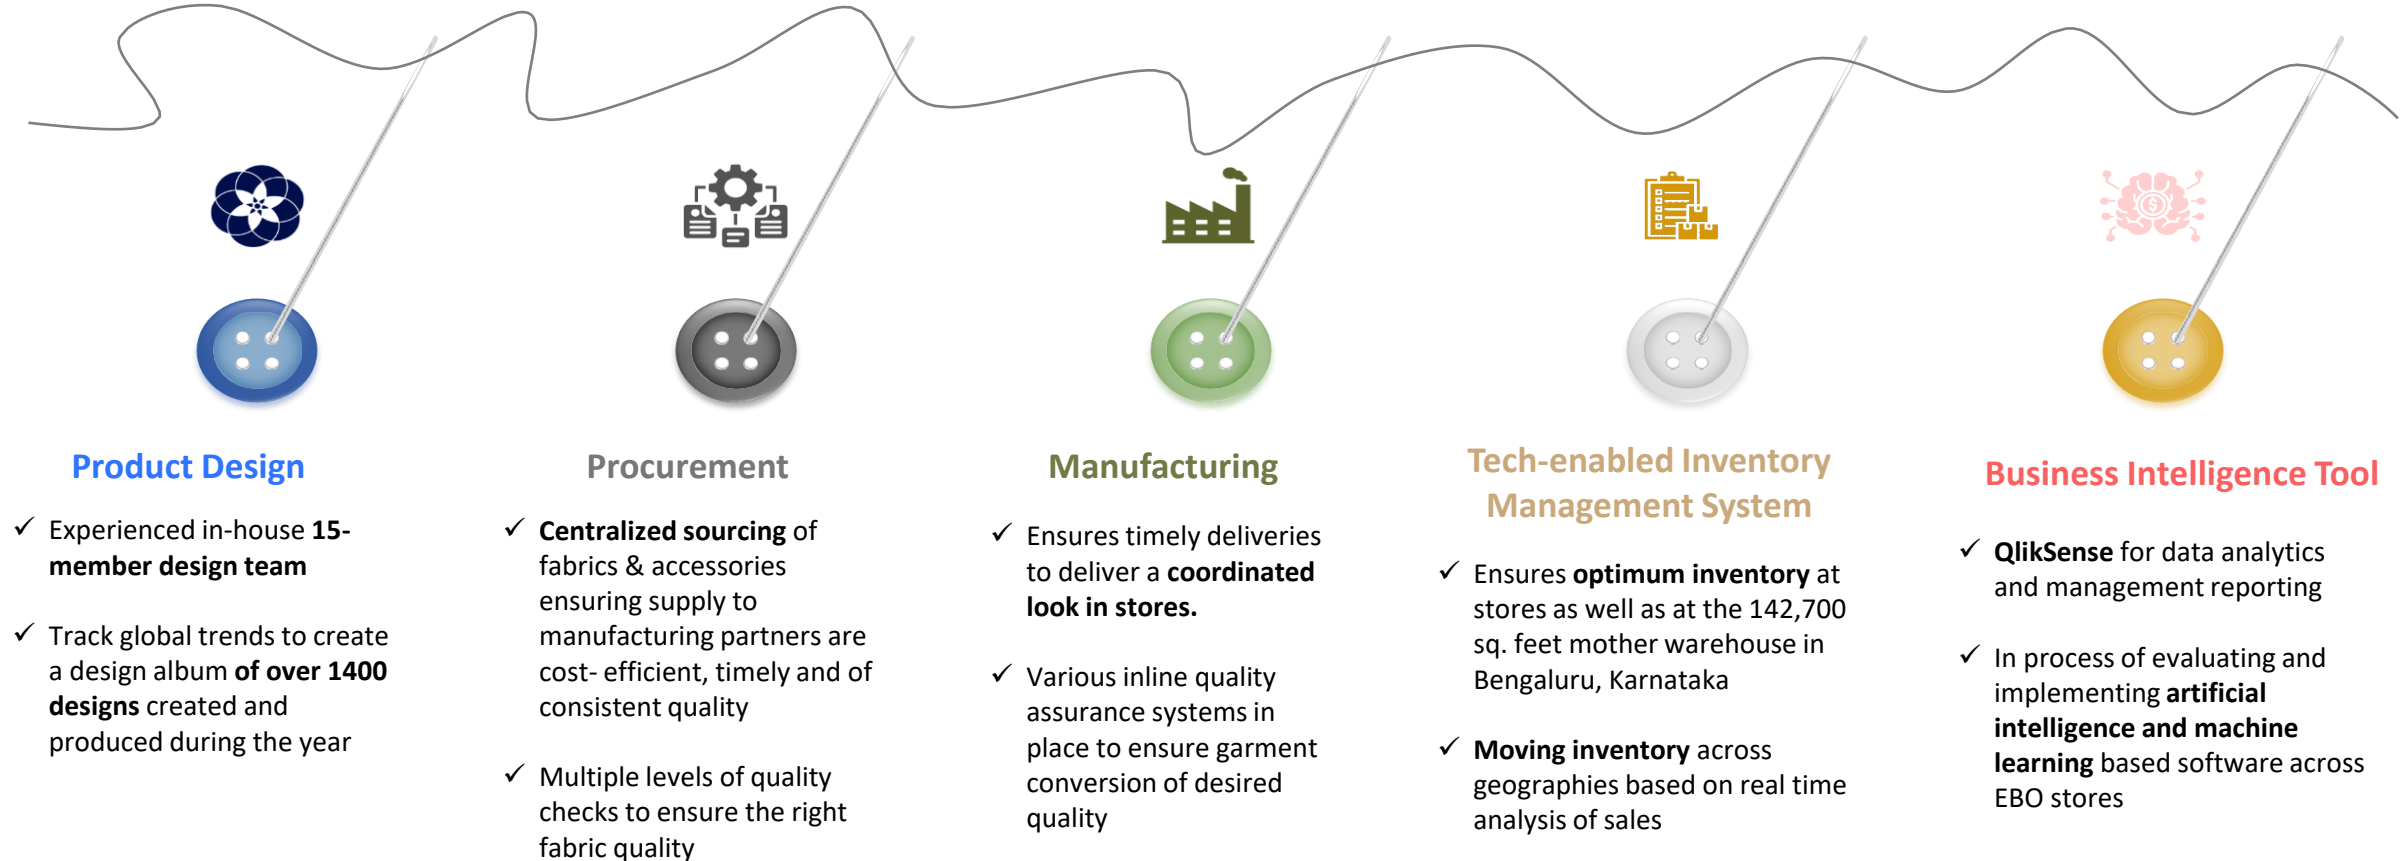 Product Design
✓ Experienced in-house 15-
member design team
✓ Track global trends to create
a design album of over 1400
designs created and
produced during the year
Procurement
✓ Centralized sourcing of
fabrics & accessories
ensuring supply to
manufacturing partners are
cost- efficient, timely and of
consistent quality
✓ Multiple levels of quality
checks to ensure the right
fabric quality
Manufacturing
✓ Ensures timely deliveries
to deliver a coordinated
look in stores.
✓ Various inline quality
assurance systems in
place to ensure garment
conversion of desired
quality
Tech-enabled Inventory
Management System
✓ Ensures optimum inventory at
stores as well as at the 142,700
sq. feet mother warehouse in
Bengaluru, Karnataka
✓ Moving inventory across
geographies based on real time
analysis of sales
$
Business Intelligence Tool
✓ QlikSense for data analytics
and management reporting
✓ In process of evaluating and
implementing artificial
intelligence and machine
learning based software across
EBO stores